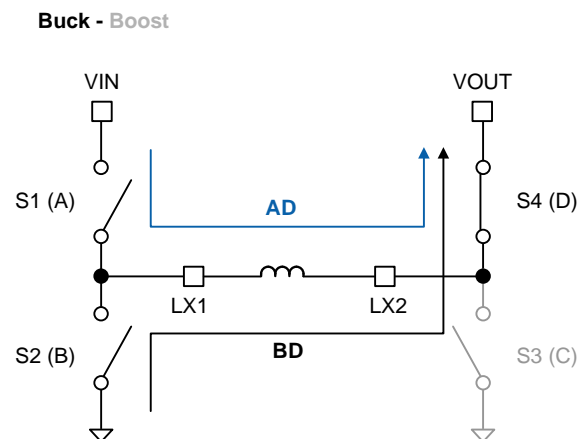 Buck - Boost
VIN
VOUT
S1 (A)
AD
S4 (D)
LX1
LX2
S2 (B)
BD
S3 (C)